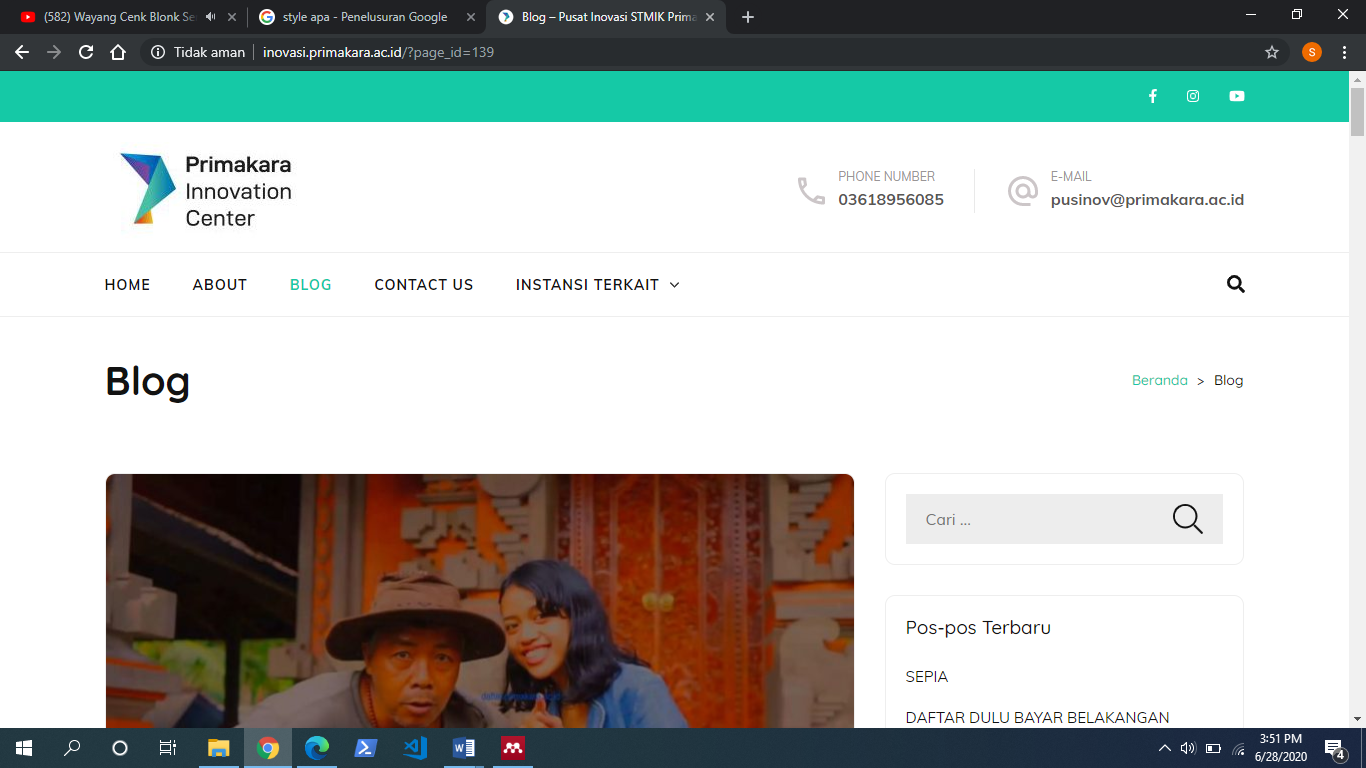 (582) Wayang Cenk Blonk Se
style apa - Penelusuran Google
Blog – Pusat Inovasi STMIK Prima
Tidak aman
inovasi.primakara.ac.id/?page_id=139
S
Primakara
Innovation
Center
PHONE NUMBER
03618956085
E-MAIL
pusinov@primakara.ac.id
HOME
ABOUT
BLOG
CONTACT US
INSTANSI TERKAIT
Blog
Beranda > Blog
Cari ...
Pos-pos Terbaru
SEPIA
DAFTAR DULU BAYAR BELAKANGAN
3:51 PM
6/28/2020
4